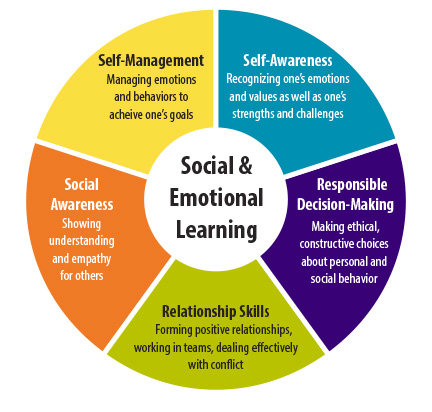 Self-Management
Managing emotions
and behaviors to
acheive one's goals
Self-Awareness
Recognizing one's emotions
and values as well as one's
strengths and challenges
Social &
Emotional
Learning
Social
Awareness
Showing
understanding
and empathy
for others
Responsible
Decision-Making
Making ethical,
constructive choices
about personal and
social behavior
Relationship Skills
Forming positive relationships,
working in teams, dealing effectively
with conflict